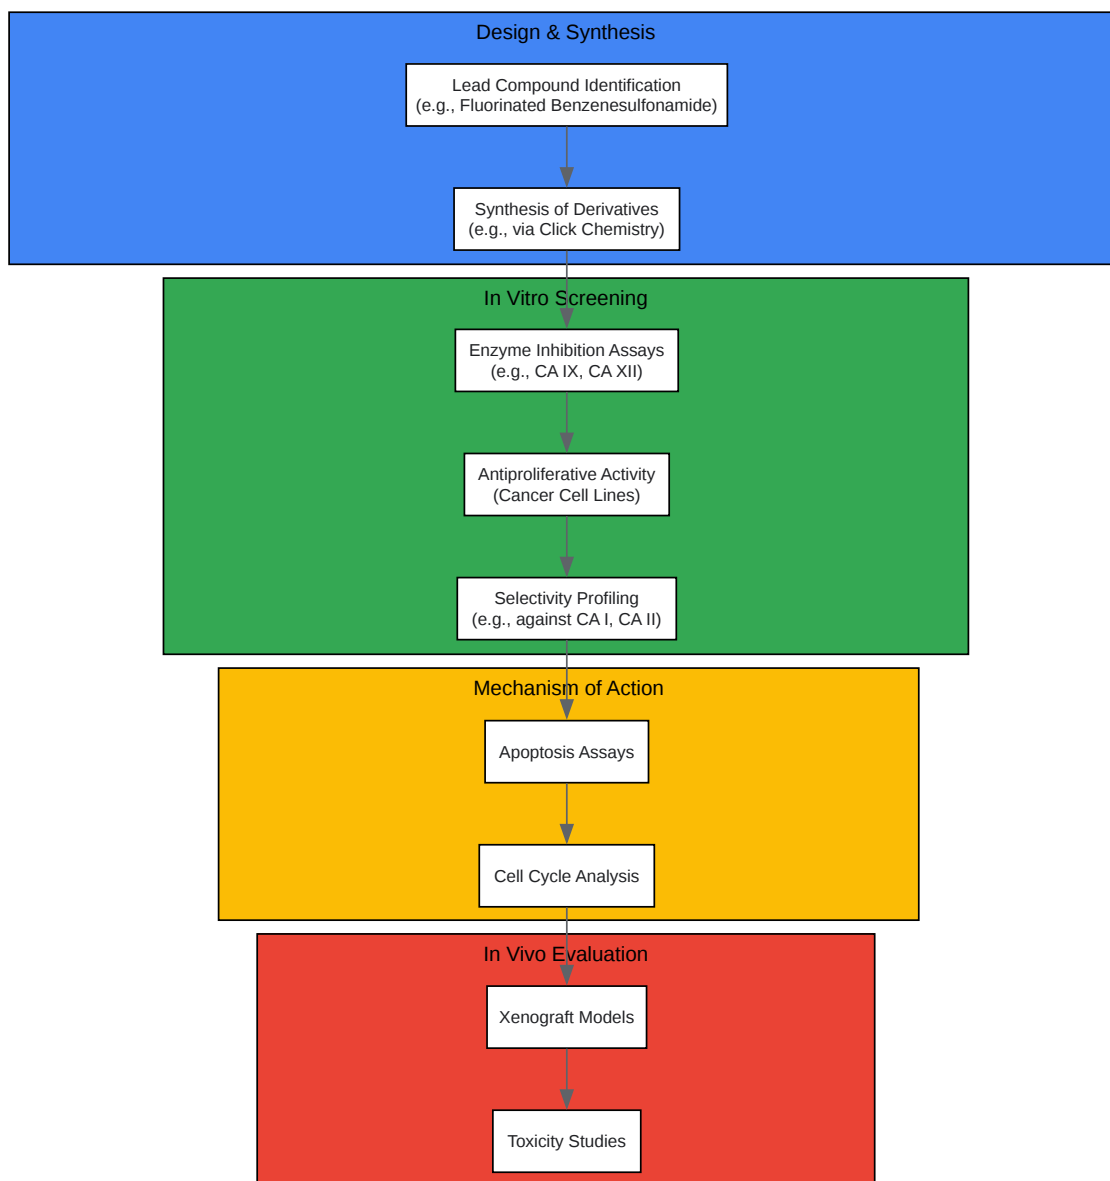 Design & Synthesis
Lead Compound Identification
(e.g., Fluorinated Benzenesulfonamide)
Synthesis of Derivatives
(e.g., via Click Chemistry)
In Vitro Screening
Enzyme Inhibition Assays
(e.g., CA IX, CA XII)
Antiproliferative Activity
(Cancer Cell Lines)
Selectivity Profiling
(e.g., against CA I, CA II)
Mechanism of Action
Apoptosis Assays
Cell Cycle Analysis
In Vivo Evaluation
Xenograft Models
Toxicity Studies